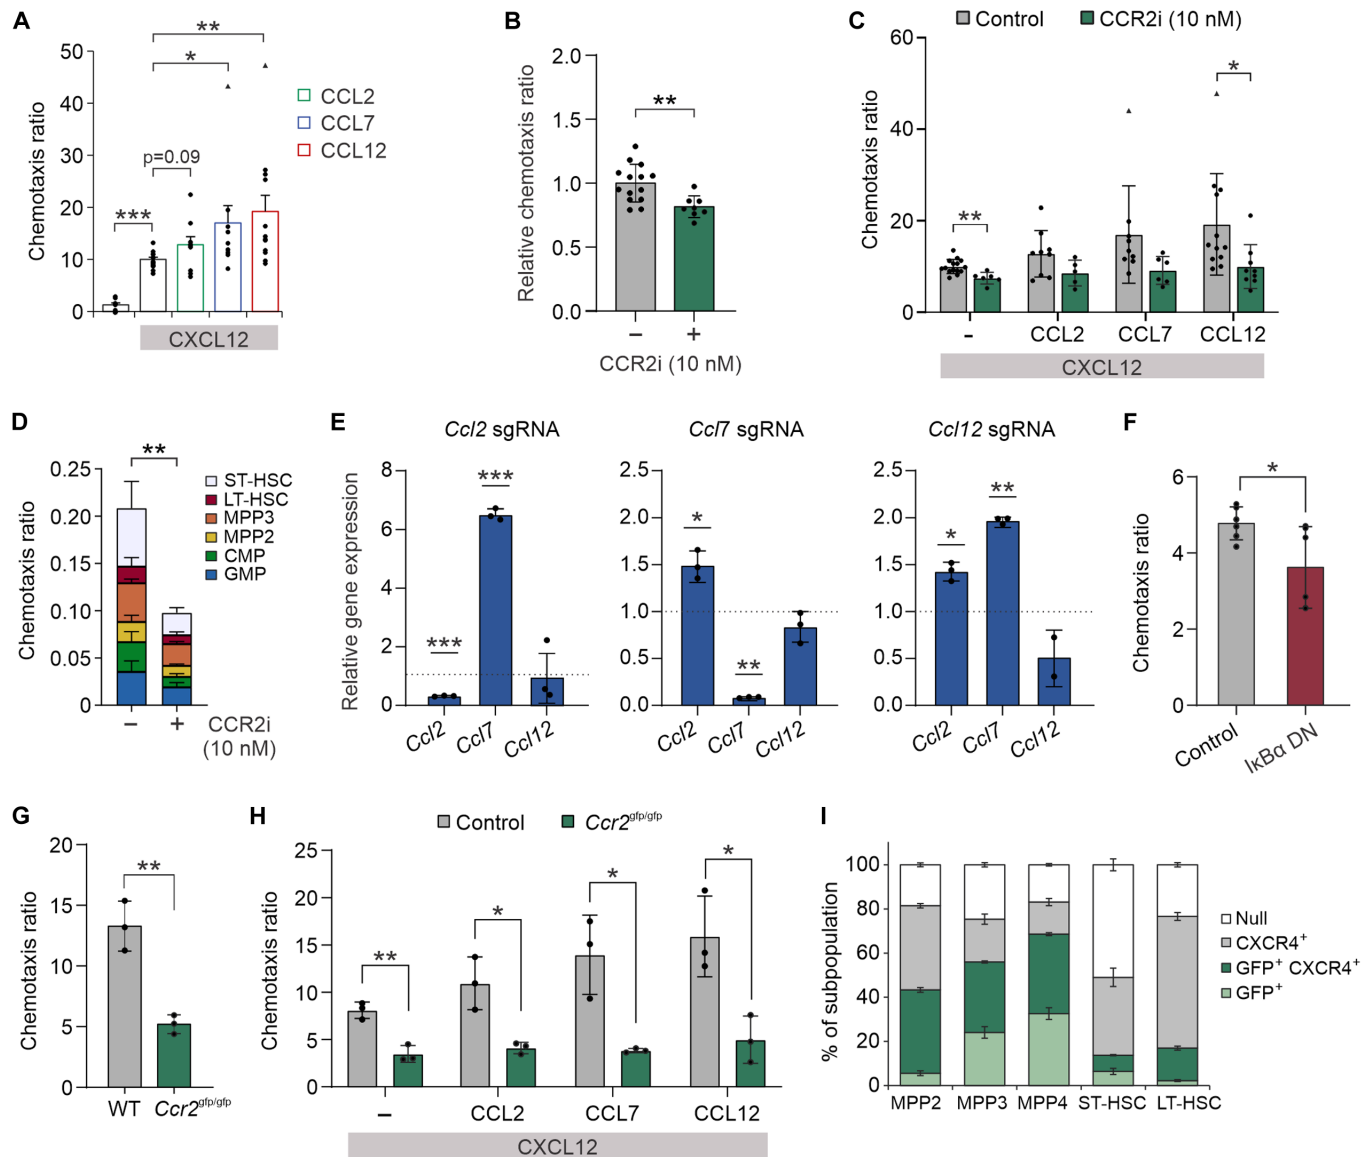 A
Chemotaxis ratio
50
40
30
20
10
0
***
p=0.09
*
**
CCL2
CCL7
CCL12
CXCL12
B
Relative chemotaxis ratio
2.0
1.5
1.0
0.5
0.0
**
– +
CCR2i (10 nM)
C
Control CCR2i (10 nM)
Chemotaxis ratio
60
40
20
0
**
*
- CCL2 CCL7 CCL12
CXCL12
D
Chemotaxis ratio
0.25
0.20
0.15
0.10
0.05
0
**
ST-HSC
LT-HSC
MPP3
MPP2
CMP
GMP
– + CCR2i
(10 nM)
E
Relative gene expression
Ccl2 sgRNA
8
6
4
2
0
***
***
Ccl2 Ccl7 Ccl12
Ccl7 sgRNA
2.5
2.0
1.5
1.0
0.5
0.0
*
**
Ccl2 Ccl7 Ccl12
Ccl12 sgRNA
2.5
2.0
1.5
1.0
0.5
0.0
*
**
Ccl2 Ccl7 Ccl12
F
Chemotaxis ratio
6
4
2
0
*
Control IκBα DN
G
Chemotaxis ratio
20
15
10
5
0
**
WT Ccr2gfp/gfp
H
Control Ccr2gfp/gfp
Chemotaxis ratio
25
20
15
10
5
0
**
*
*
*
– CCL2 CCL7 CCL12
CXCL12
I
% of subpopulation
100
80
60
40
20
0
MPP2 MPP3 MPP4 ST-HSC LT-HSC
Null
CXCR4+
GFP+ CXCR4+
GFP+